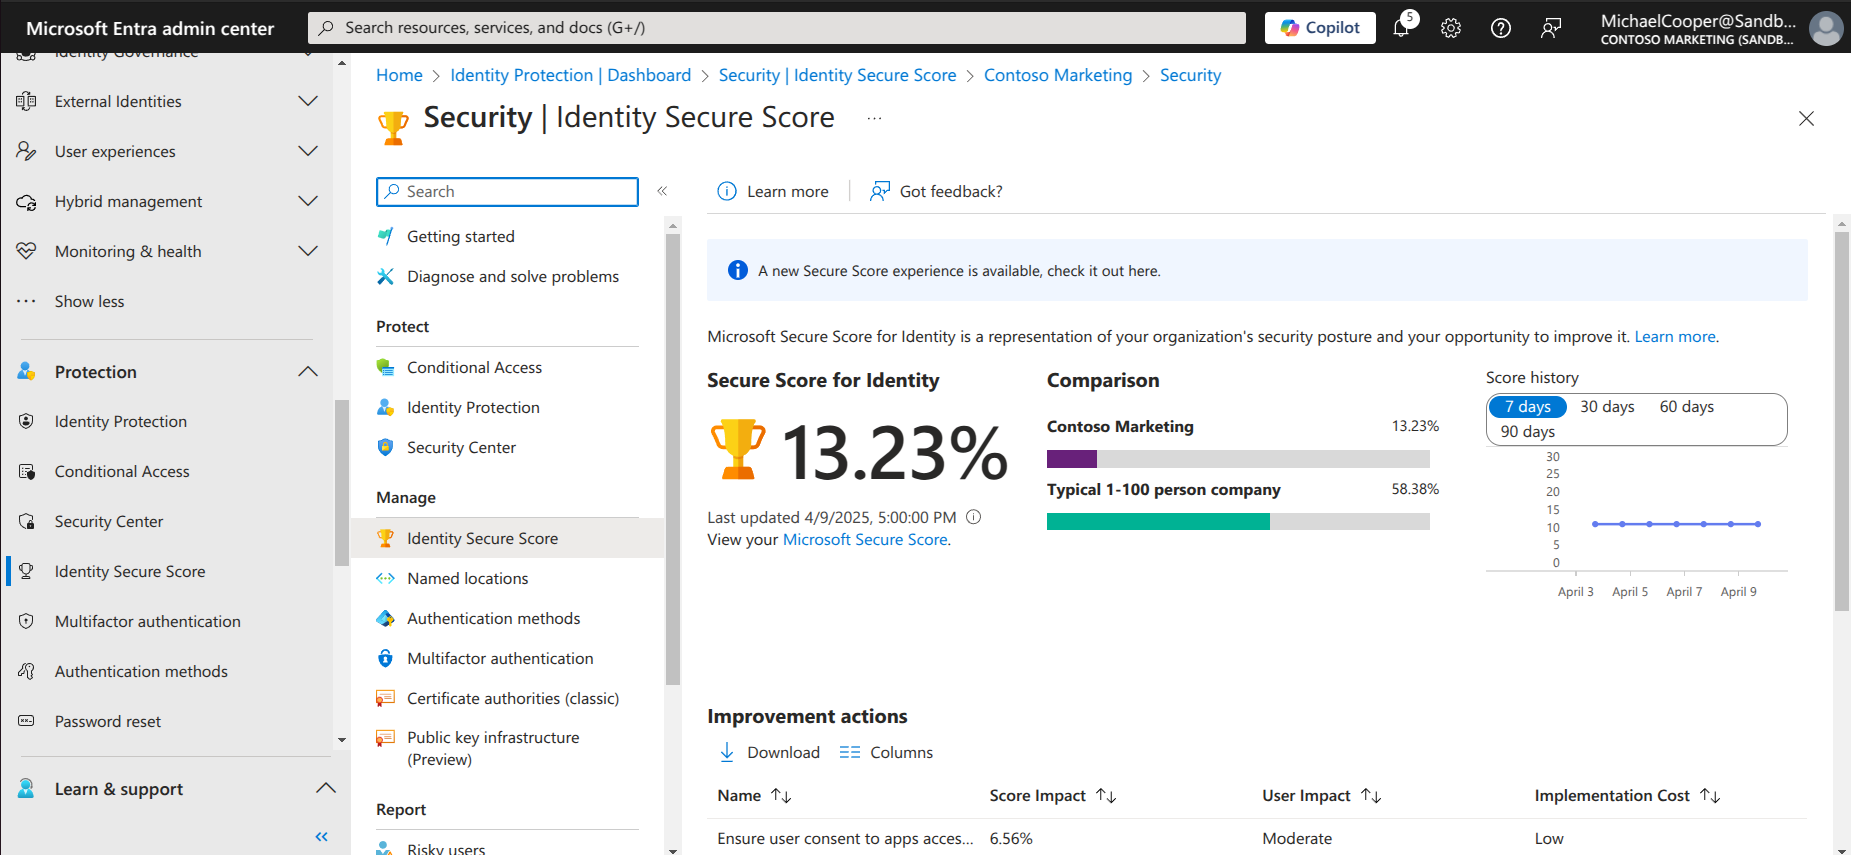 Microsoft Entra admin center
Search resources, services, and docs (G+/)
Copilot
5
MichaelCooper@Sandb...
CONTOSO MARKETING (SANDB...
Identity Governance
External Identities
User experiences
Hybrid management
Monitoring & health
Show less
Protection
Identity Protection
Conditional Access
Security Center
Identity Secure Score
Multifactor authentication
Authentication methods
Password reset
Learn & support
Home > Identity Protection | Dashboard > Security | Identity Secure Score > Contoso Marketing > Security
Security | Identity Secure Score ...
Search
Getting started
Diagnose and solve problems
Protect
Conditional Access
Identity Protection
Security Center
Manage
Identity Secure Score
Named locations
Authentication methods
Multifactor authentication
Certificate authorities (classic)
Public key infrastructure
(Preview)
Report
Risky users
Learn more
Got feedback?
A new Secure Score experience is available, check it out here.
Microsoft Secure Score for Identity is a representation of your organization's security posture and your opportunity to improve it. Learn more.
Secure Score for Identity
13.23%
Last updated 4/9/2025, 5:00:00 PM
View your Microsoft Secure Score.
Comparison
Contoso Marketing 13.23%
Typical 1-100 person company 58.38%
Score history
7 days 30 days 60 days
90 days
30
25
20
15
10
5
0
April 3 April 5 April 7 April 9
Improvement actions
Download Columns
Name Score Impact User Impact Implementation Cost
Ensure user consent to apps acces... 6.56% Moderate Low